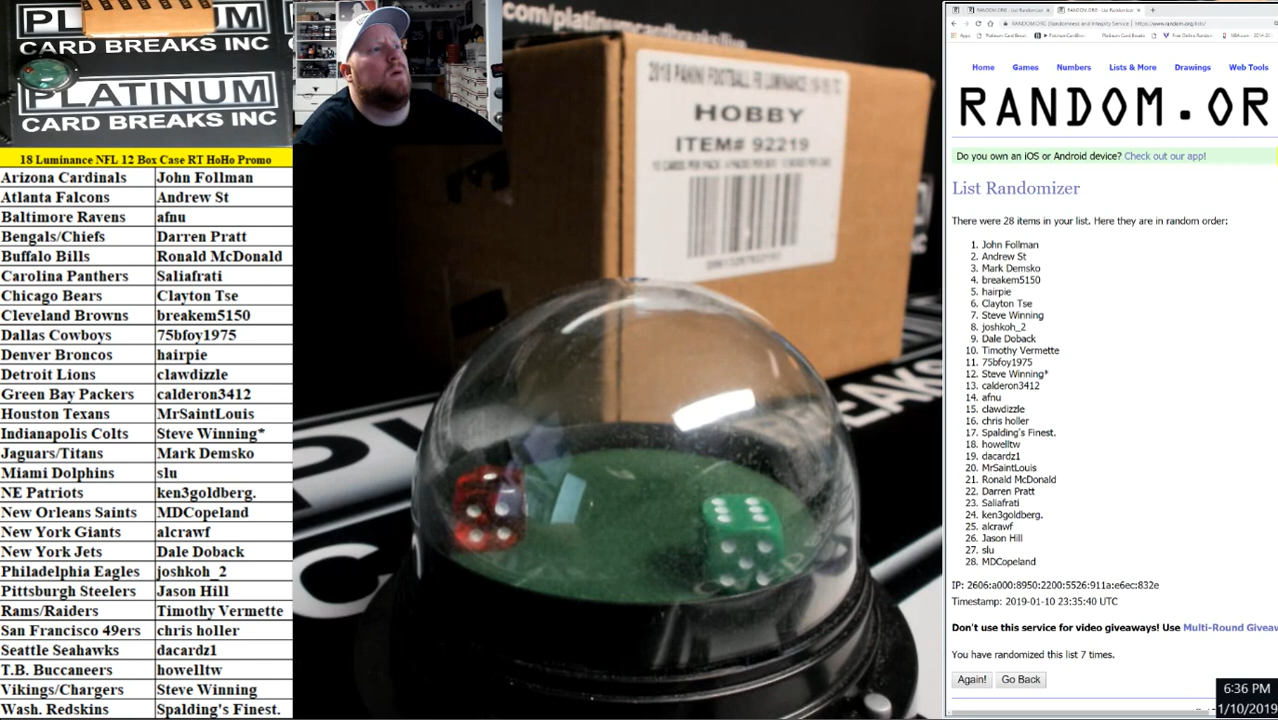 PLATINUM
CARD BREAKS INC
PLATINUM
CARD BREAKS INC
18 Luminance NFL 12 Box Case RT HoHo Promo
Arizona Cardinals John Follman
Atlanta Falcons Andrew St
Baltimore Ravens afnu
Bengals/Chiefs Darren Pratt
Buffalo Bills Ronald McDonald
Carolina Panthers Saliafrati
Chicago Bears Clayton Tse
Cleveland Browns breakem5150
Dallas Cowboys 75bfoy1975
Denver Broncos hairpie
Detroit Lions clawdizzle
Green Bay Packers calderon3412
Houston Texans MrSaintLouis
Indianapolis Colts Steve Winning*
Jaguars/Titans Mark Demsko
Miami Dolphins slu
NE Patriots ken3goldberg.
New Orleans Saints MDCopeland
New York Giants alcrawf
New York Jets Dale Doback
Philadelphia Eagles joshkoh_2
Pittsburg Steelers Jason Hill
Rams/Raiders Timothy Vermette
San Francisco 49ers chris holler
Seattle Seahawks dacardz1
T.B. Buccaneers howelltw
Vikings/Chargers Steve Winning
Wash. Redskins Spalding's Finest.
com/platin
2018 PANINI FOOTBALL LUMINANCE
HOBBY
ITEM# 92219
RANDOM.ORG - List Randomizer
RANDOM.ORG - List Randomizer
Home Games Numbers Lists & More Drawings Web Tools
RANDOM.OR
Do you own an iOS or Android device? Check out our app!
List Randomizer
There were 28 items in your list. Here they are in random order:
1. John Follman
2. Andrew St
3. Mark Demsko
4. breakem5150
5. hairpie
6. Clayton Tse
7. Steve Winning
8. joshkoh_2
9. Dale Doback
10. Timothy Vermette
11. 75bfoy1975
12. Steve Winning*
13. calderon3412
14. afnu
15. clawdizzle
16. chris holler
17. Spalding's Finest.
18. howelltw
19. dacardz1
20. MrSaintLouis
21. Ronald McDonald
22. Darren Pratt
23. Saliafrati
24. ken3goldberg.
25. alcrawf
26. Jason Hill
27. slu
28. MDCopeland
IP: 2606:a000:8950:2200:5526:911a:e6ec:832e
Timestamp: 2019-01-10 23:35:40 UTC
Don't use this service for video giveaways! Use Multi-Round Giveaw
You have randomized this list 7 times.
Again! Go Back
6:36 PM
1/10/2019